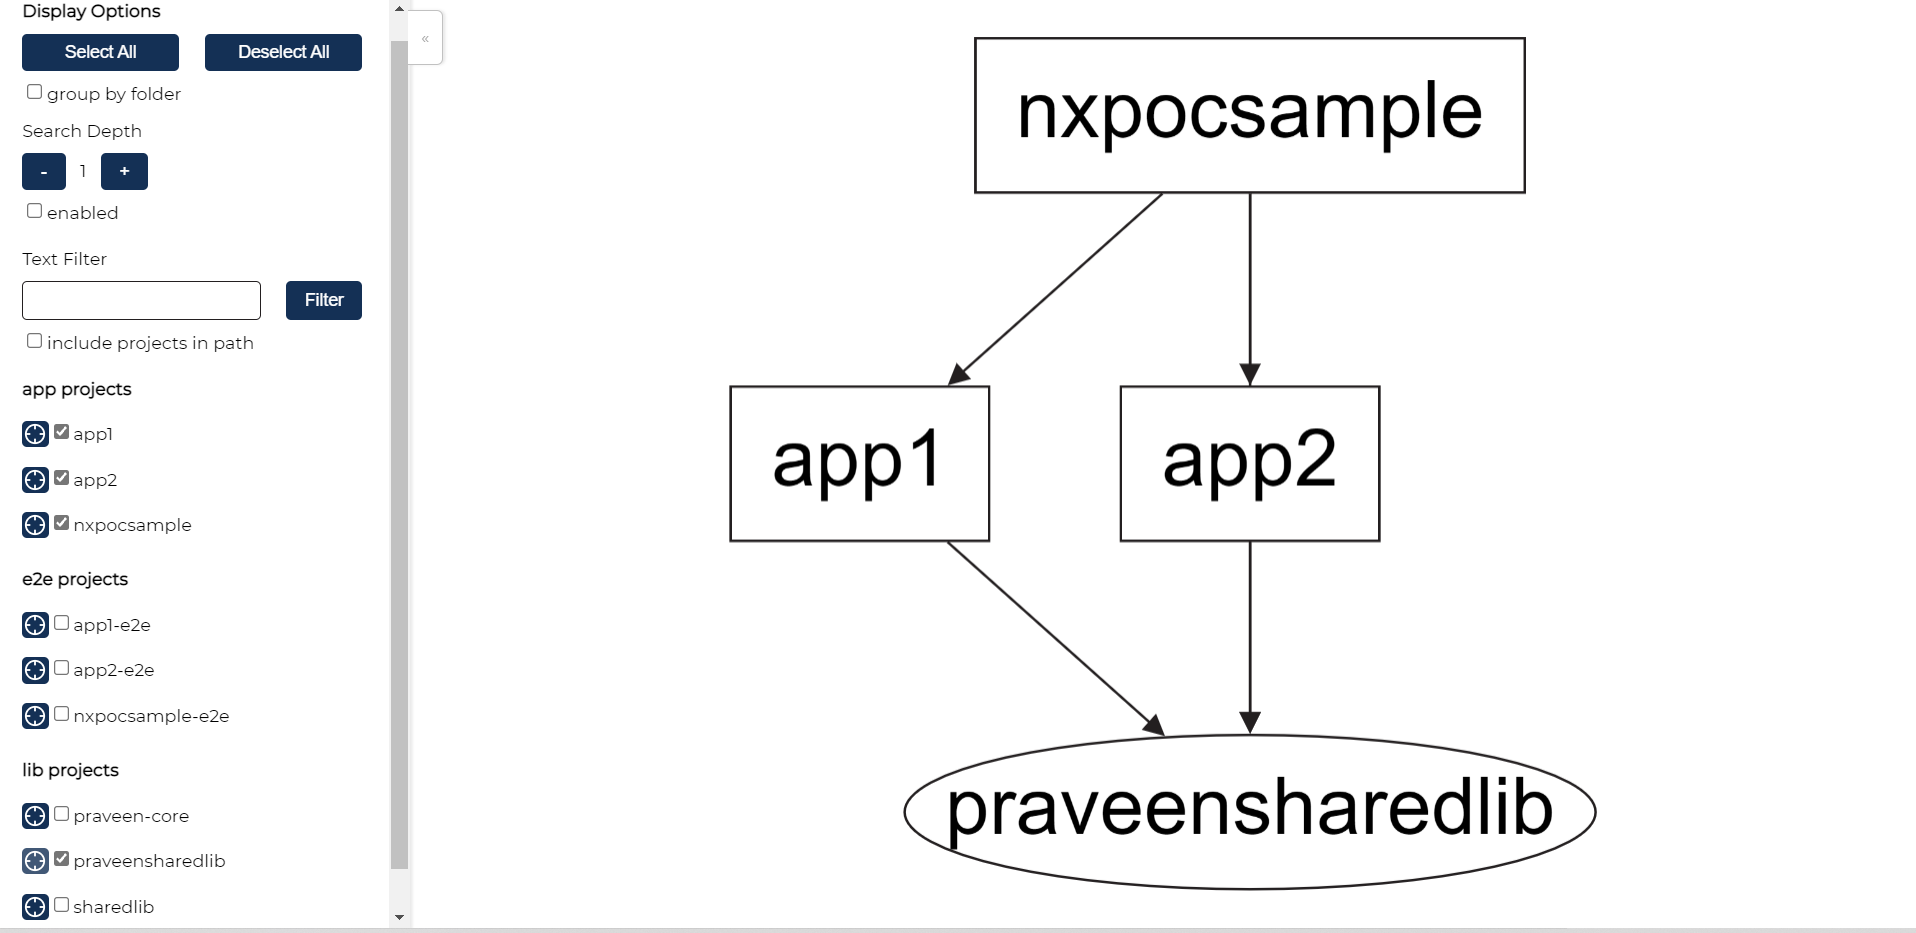 Display Options
Select All
Deselect All
«
group by folder
Search Depth
- 1 +
enabled
Text Filter
Filter
include projects in path
app projects
app1
app2
nxpocsample
e2e projects
app1-e2e
app2-e2e
nxpocsample-e2e
lib projects
praveen-core
praveensharedlib
sharedlib
nxpocsample
app1
app2
praveensharedlib